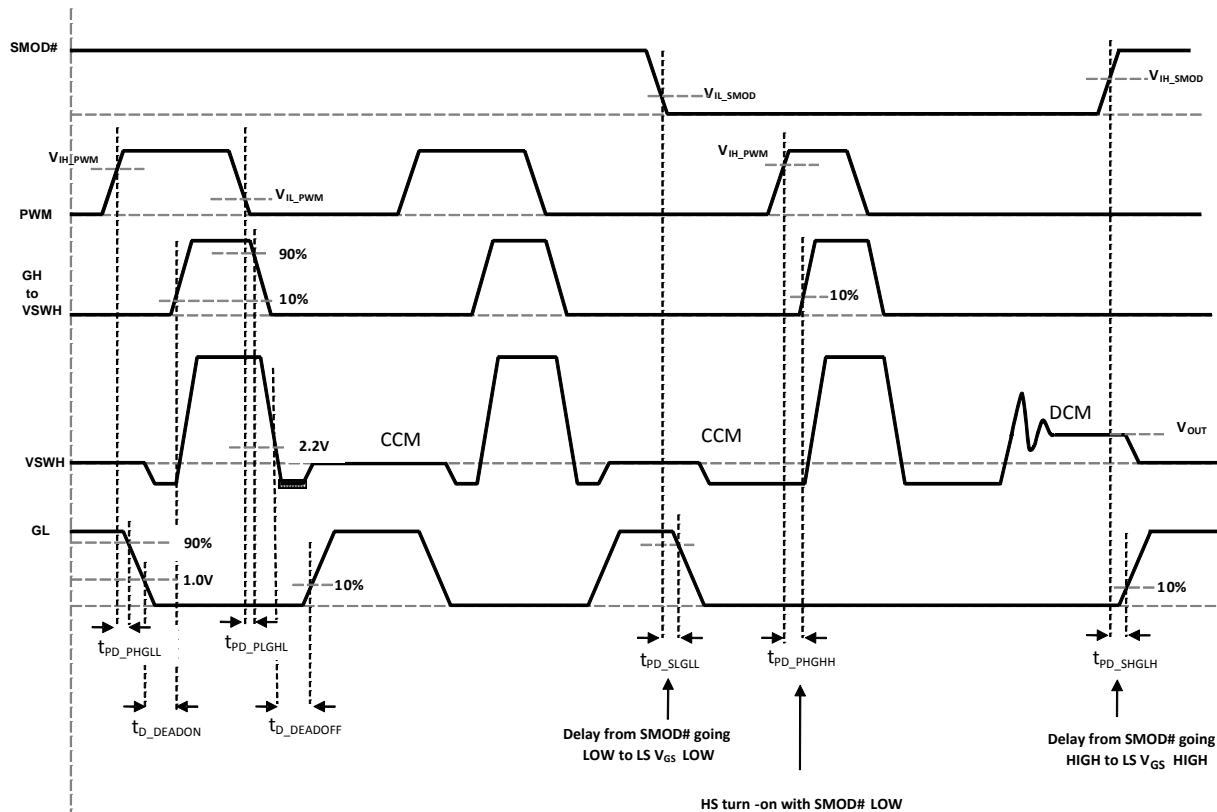 SMOD#
V_IL_SMOD
V_IH_SMOD
V_IH_PWM
V_IH_PWM
V_IL_PWM
PWM
90%
GH
to
VSWH
10%
10%
CCM
CCM
DCM
2.2V
V_OUT
VSWH
GL
90%
1.0V
10%
10%
t_PD_PHGLL
t_PD_PLGHL
t_PD_SLGLL
t_PD_PHGHH
t_PD_SHGLH
t_D_DEADON
t_D_DEADOFF
Delay from SMOD# going
LOW to LS V_GS LOW
Delay from SMOD# going
HIGH to LS V_GS HIGH
HS turn -on with SMOD# LOW